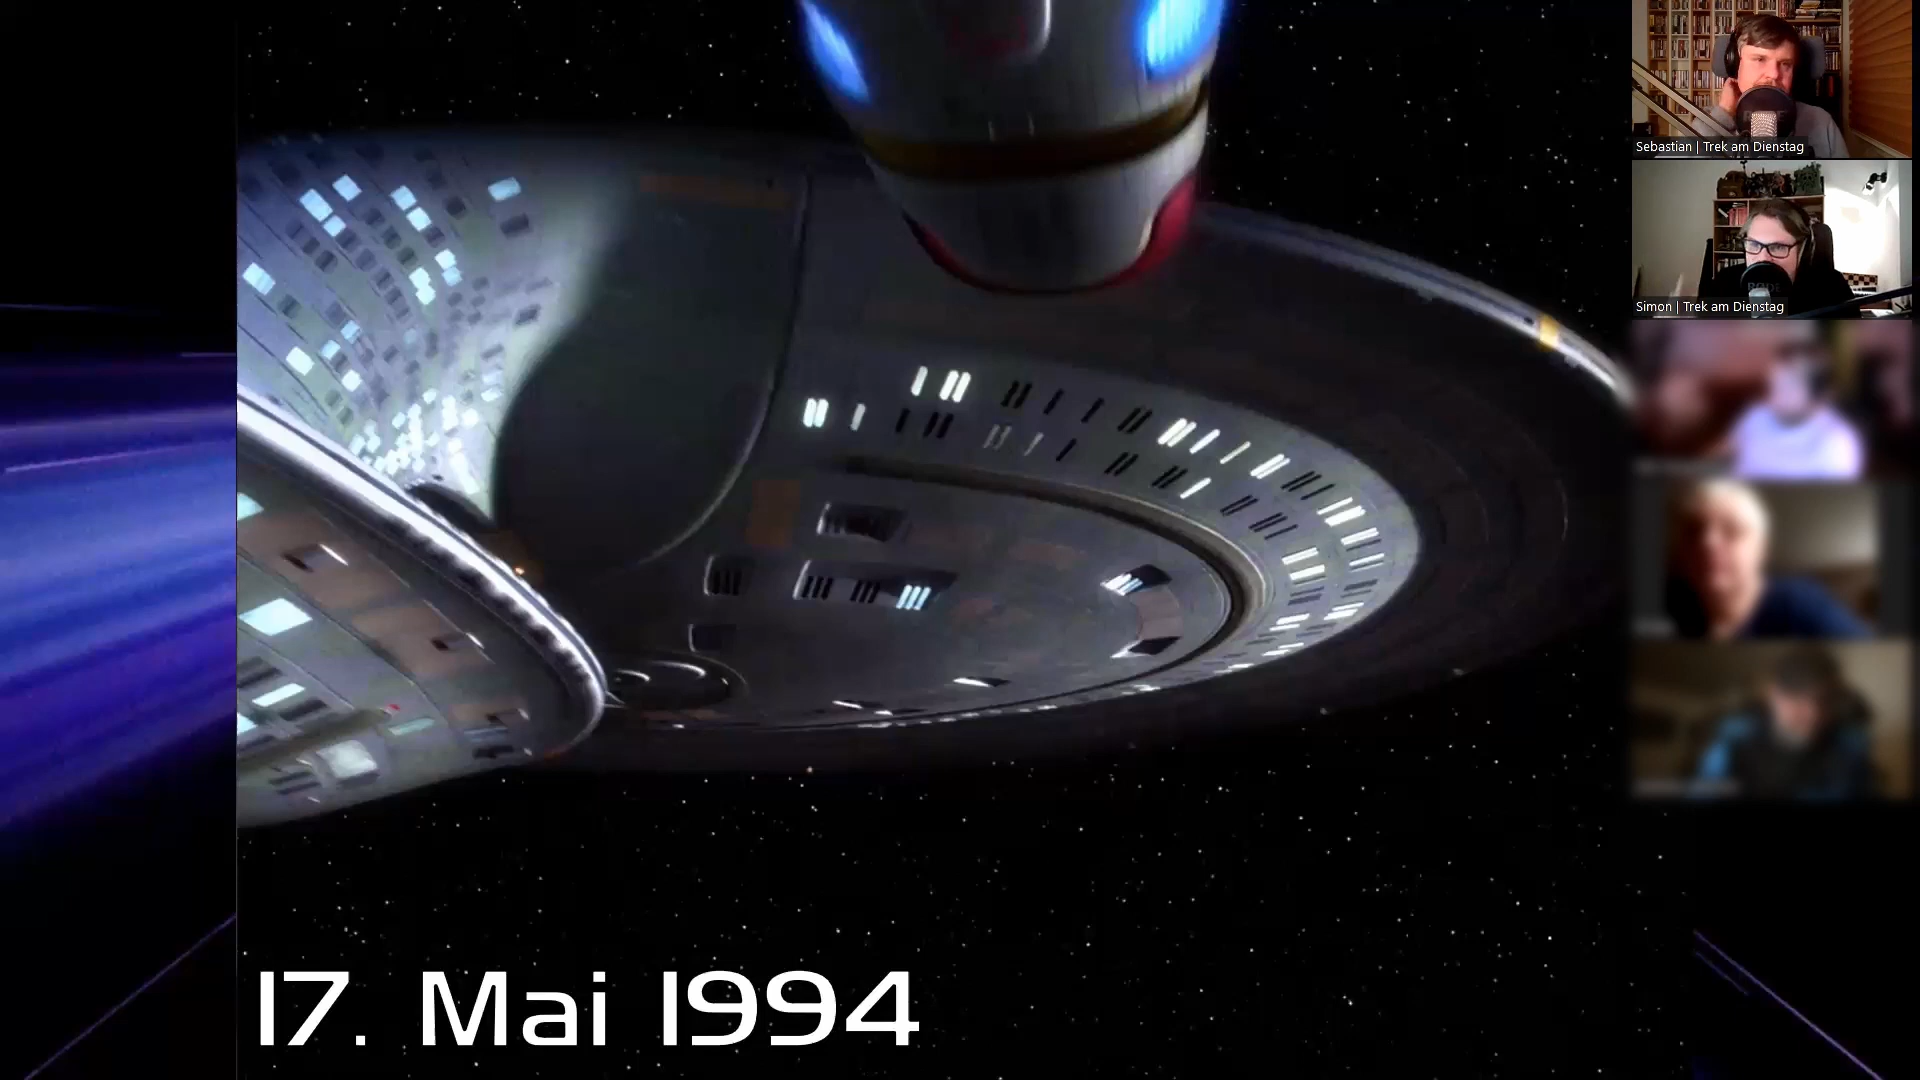 Sebastian | Trek am Dienstag
Simon | Trek am Dienstag
17. Mai 1994